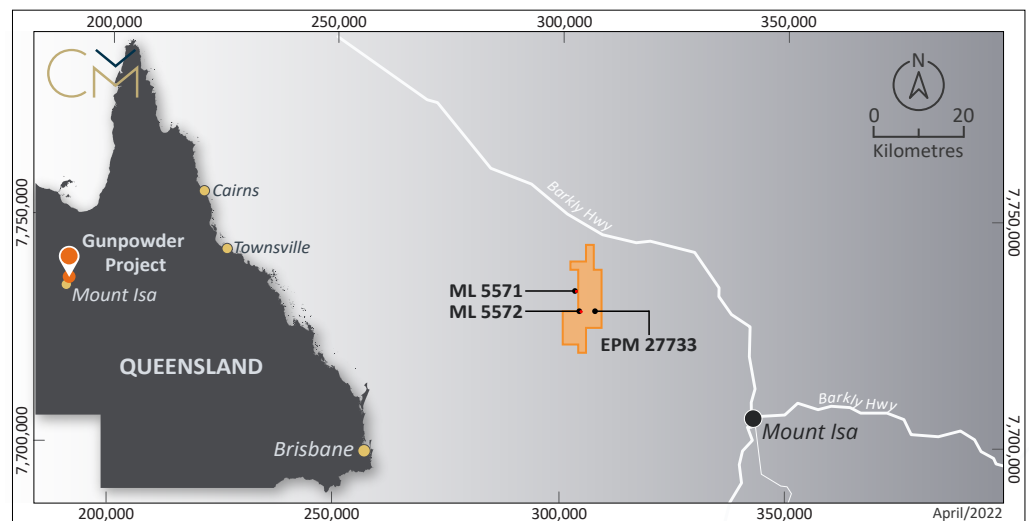 200,000
250,000
300,000
350,000
CM
N
0 20
Kilometres
7,750,000
7,750,000
Cairns
Townsville
Gunpowder
Project
Mount Isa
QUEENSLAND
Brisbane
Barkly Hwy
ML 5571
ML 5572
EPM 27733
Barkly Hwy
Mount Isa
7,700,000
7,700,000
200,000
250,000
300,000
350,000
April/2022